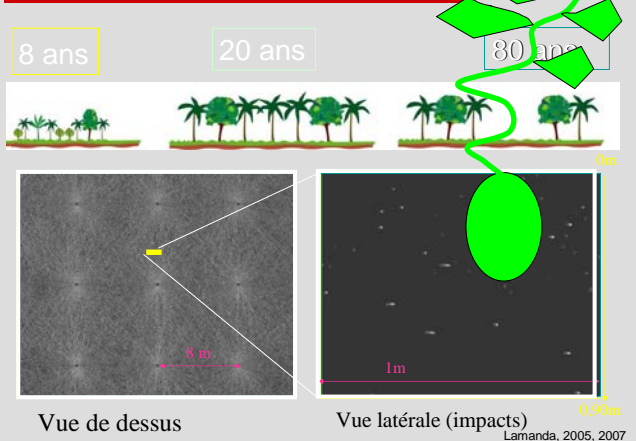 8 ans
20 ans
80 ans
0m
8 m
1m
0,90m
Vue de dessus
Vue latérale (impacts)
Lamanda, 2005, 2007